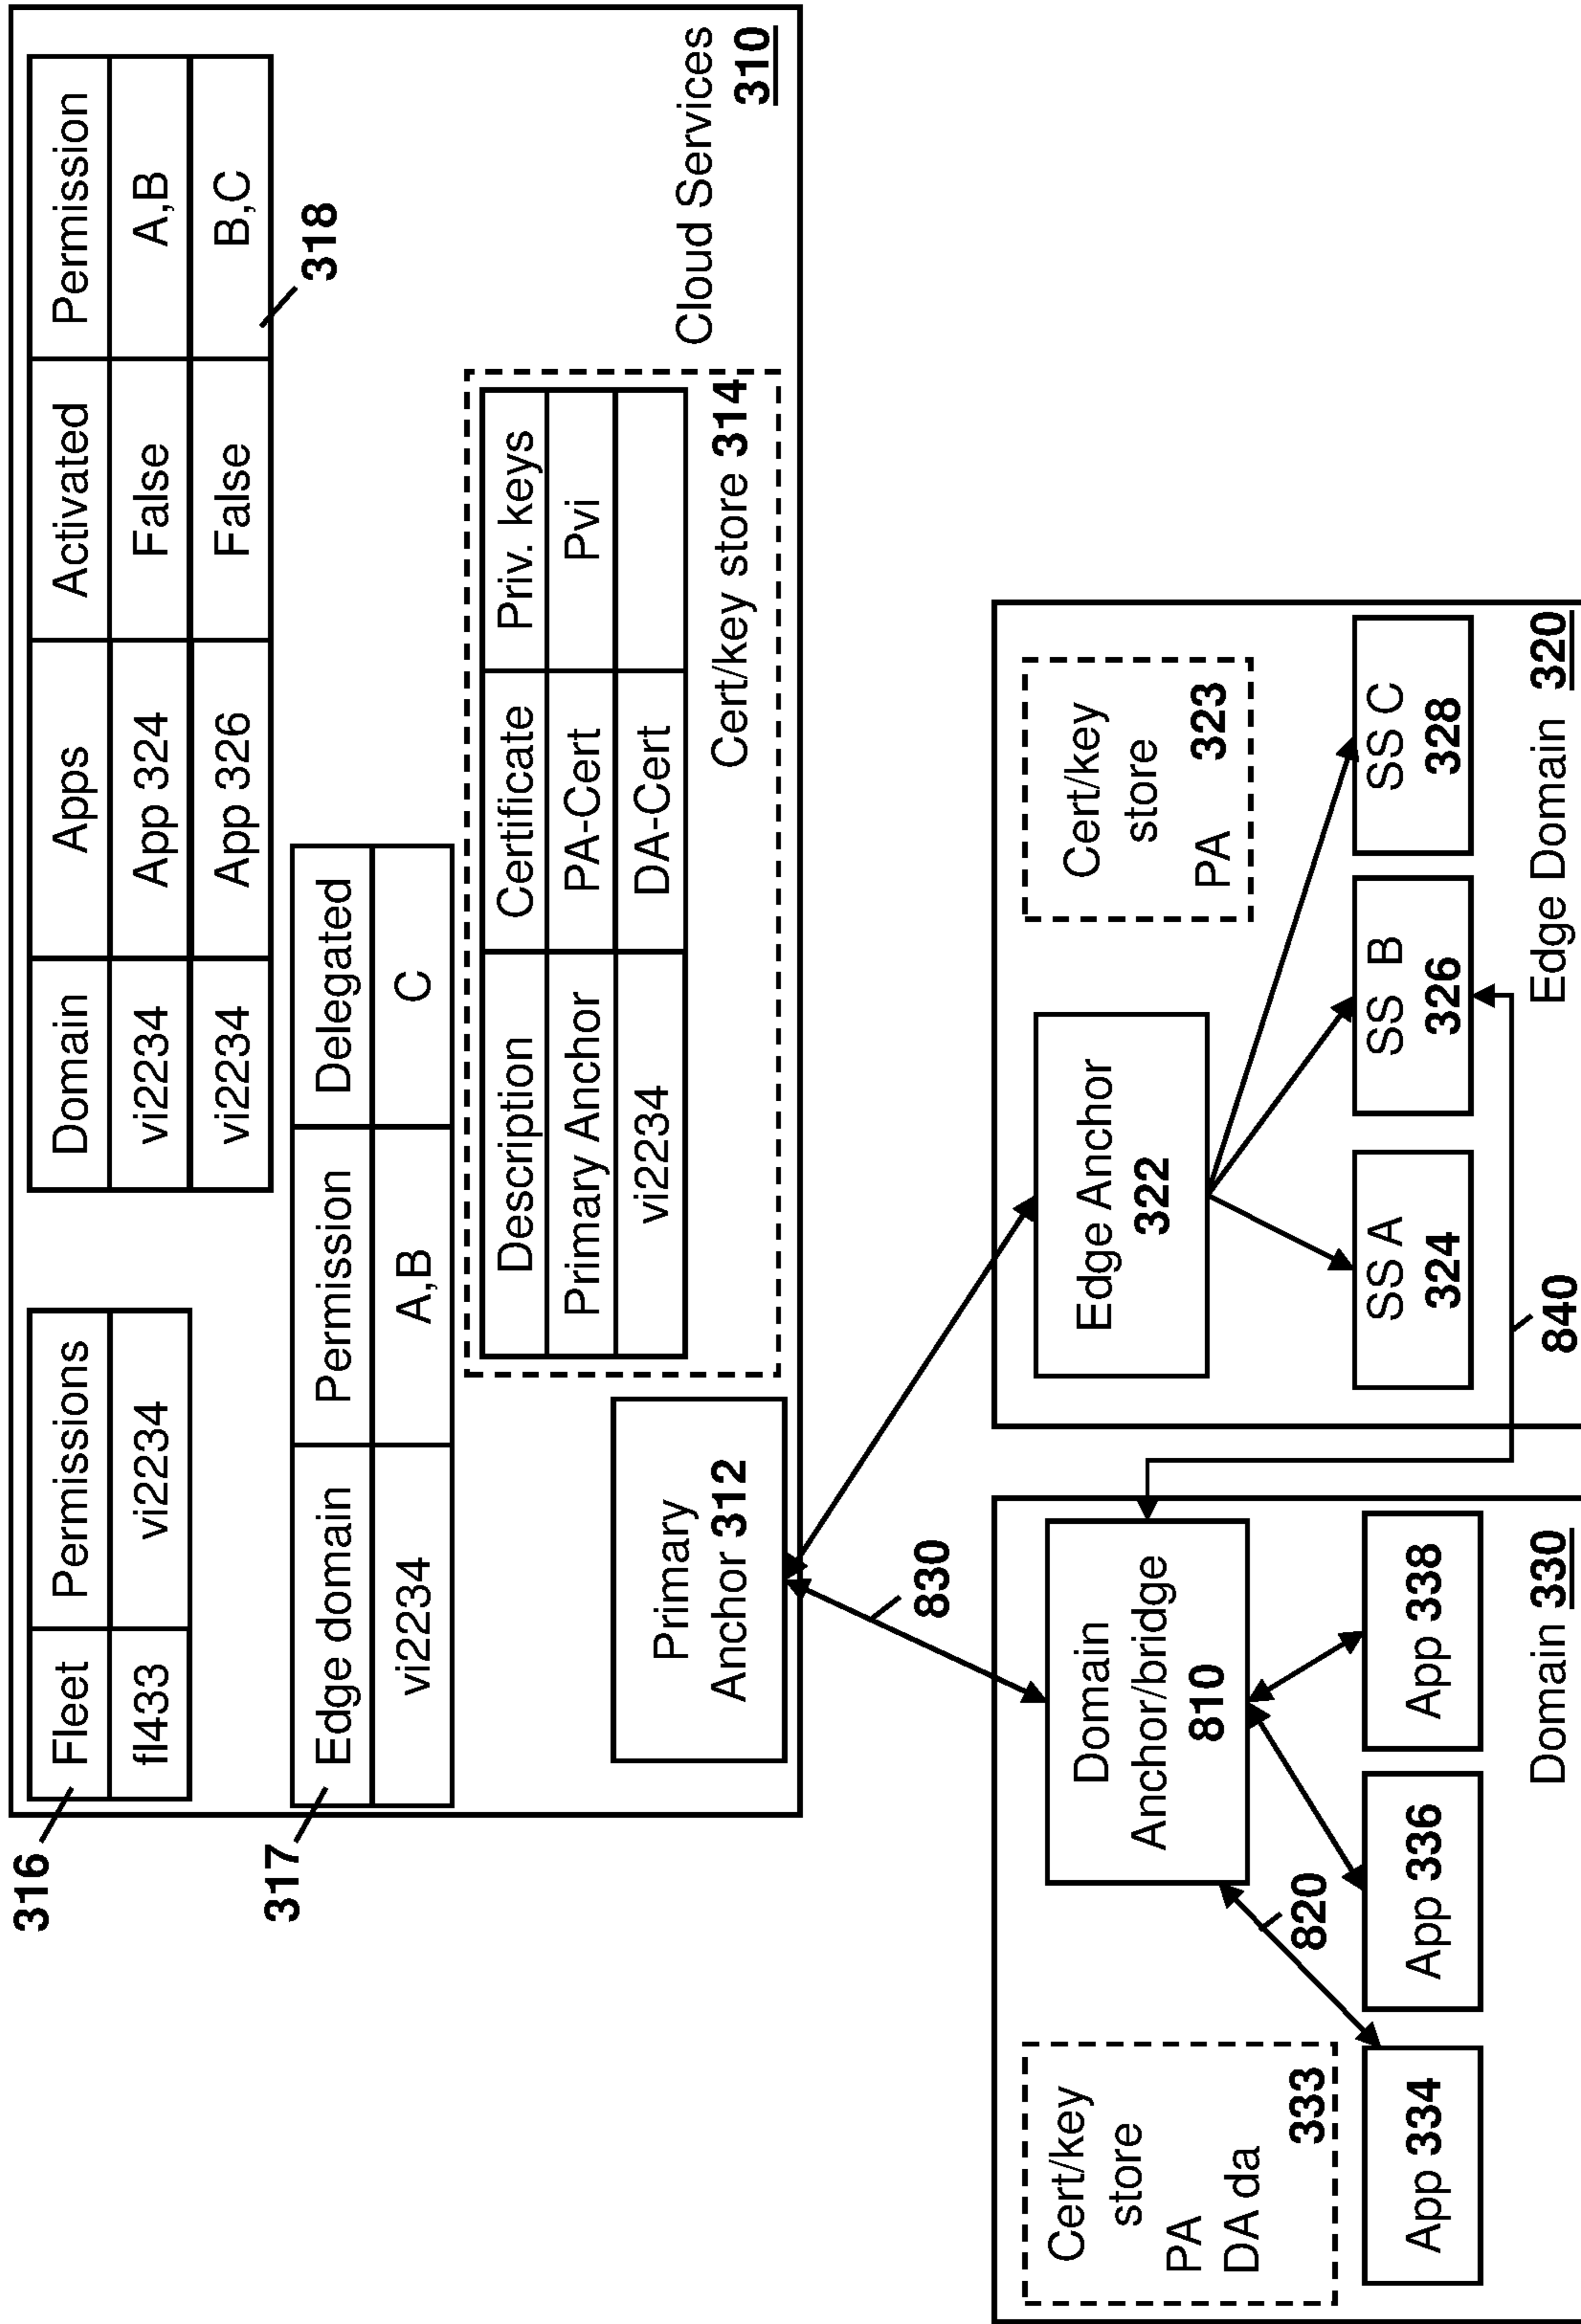 316
Fleet Permissions
fl433 vi2234
Domain Apps Activated Permission
vi2234 App 324 False A,B
vi2234 App 326 False B,C
318
317
Edge domain Permission Delegated
vi2234 A,B C
Description Certificate Priv. keys
Primary Anchor PA-Cert Pvi
vi2234 DA-Cert
Cert/key store 314
Cloud Services
310
Primary
Anchor 312
830
Cert/key
store
PA
DA da
333
Domain
Anchor/bridge
810
820
App 334
App 336
App 338
Domain 330
Edge Anchor
322
Cert/key
store
PA 323
SS A
324
SS B
326
SS C
328
Edge Domain 320
840